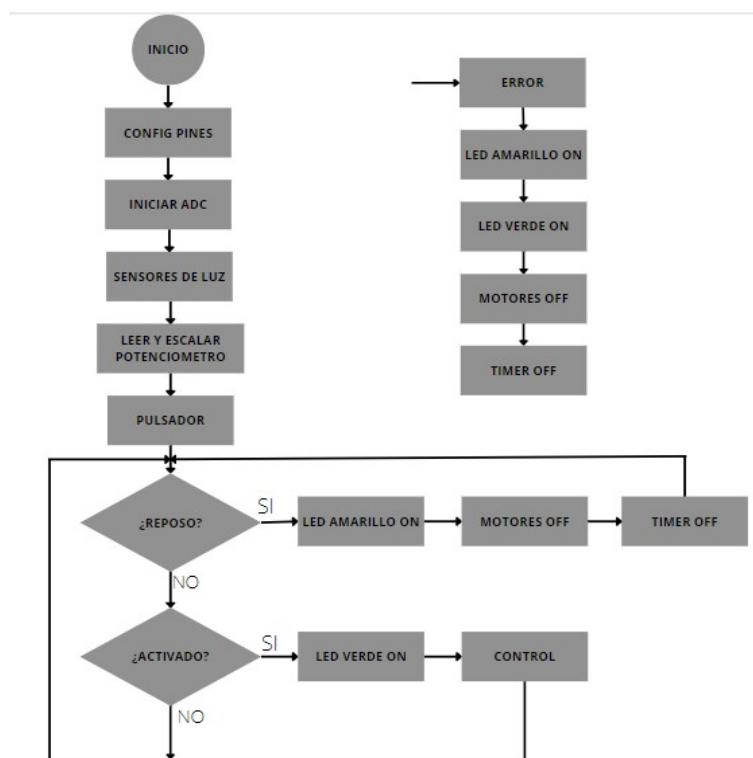 INICIO
CONFIG PINES
INICIAR ADC
SENSORES DE LUZ
LEER Y ESCALAR
POTENCIOMETRO
PULSADOR
¿REPOSO?
SI
LED AMARILLO ON
MOTORES OFF
TIMER OFF
NO
¿ACTIVADO?
SI
LED VERDE ON
CONTROL
NO
ERROR
LED AMARILLO ON
LED VERDE ON
MOTORES OFF
TIMER OFF